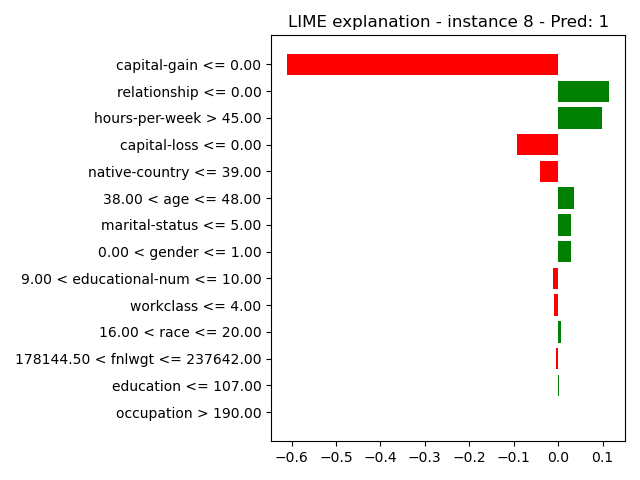 LIME explanation - instance 8 - Pred: 1
capital-gain <= 0.00
relationship <= 0.00
hours-per-week > 45.00
capital-loss <= 0.00
native-country <= 39.00
38.00 < age <= 48.00
marital-status <= 5.00
0.00 < gender <= 1.00
9.00 < educational-num <= 10.00
workclass <= 4.00
16.00 < race <= 20.00
178144.50 < fnlwgt <= 237642.00
education <= 107.00
occupation > 190.00
−0.6 −0.5 −0.4 −0.3 −0.2 −0.1 0.0 0.1